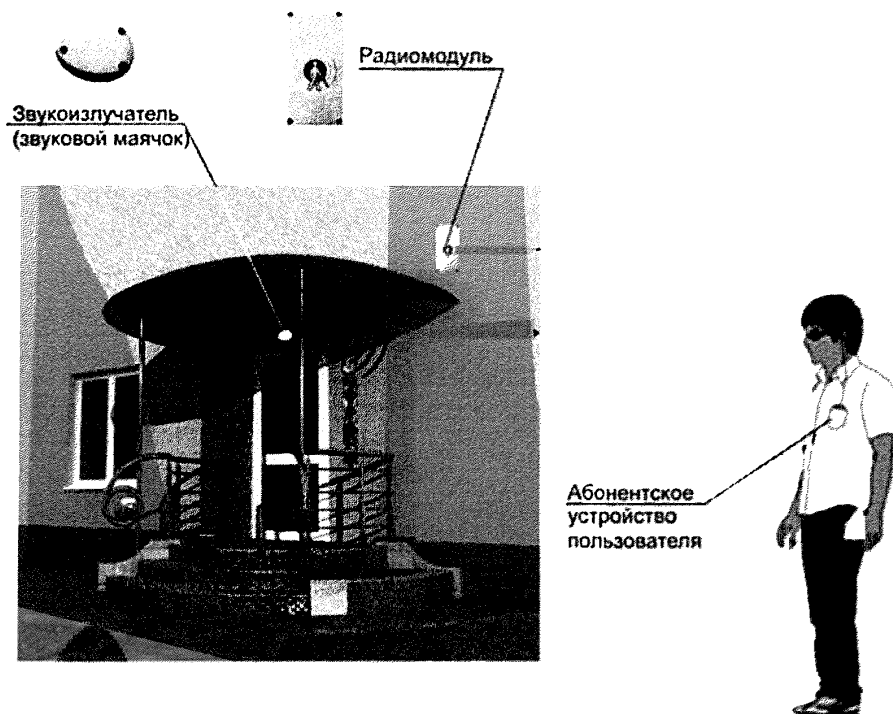 Радиомодуль
Звукоизлучатель
(звуковой маячок)
Абонентское
устройство
пользователя